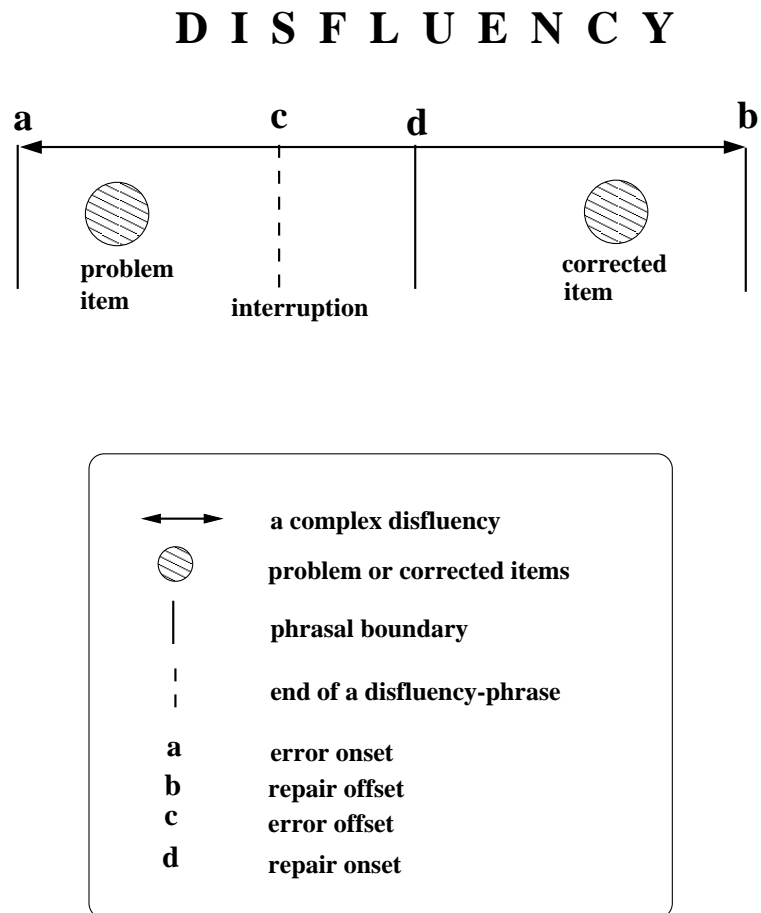 D I S F L U E N C Y
a c d b
problem item
corrected item
interruption
a complex disfluency
problem or corrected items
phrasal boundary
end of a disfluency-phrase
a error onset
b repair offset
c error offset
d repair onset